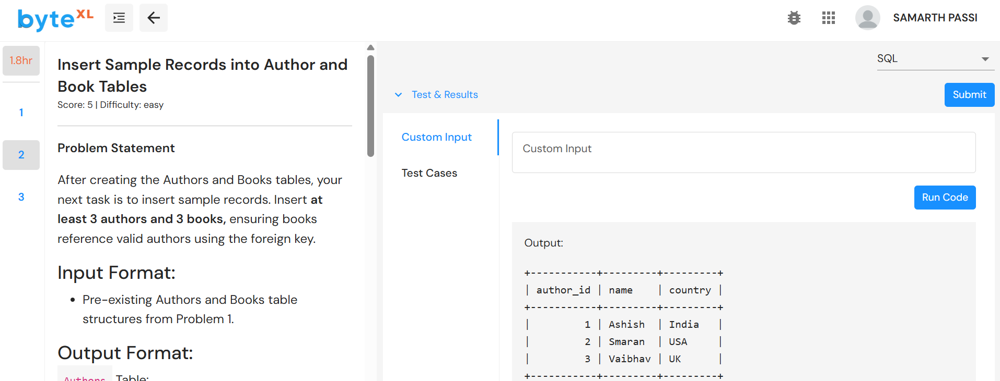 byteXL
SAMARTH PASSI
1.8hr
1
2
3
Insert Sample Records into Author and
Book Tables
Score: 5 | Difficulty: easy
Problem Statement
After creating the Authors and Books tables, your
next task is to insert sample records. Insert at
least 3 authors and 3 books, ensuring books
reference valid authors using the foreign key.
Input Format:
• Pre-existing Authors and Books table
structures from Problem 1.
Output Format:
Authors Table:
SQL
Test & Results
Submit
Custom Input
Test Cases
Custom Input
Run Code
Output:
+-----------+---------+---------+
| author_id | name    | country |
+-----------+---------+---------+
|         1 | Ashish  | India   |
|         2 | Smaran  | USA     |
|         3 | Vaibhav | UK      |
+-----------+---------+---------+